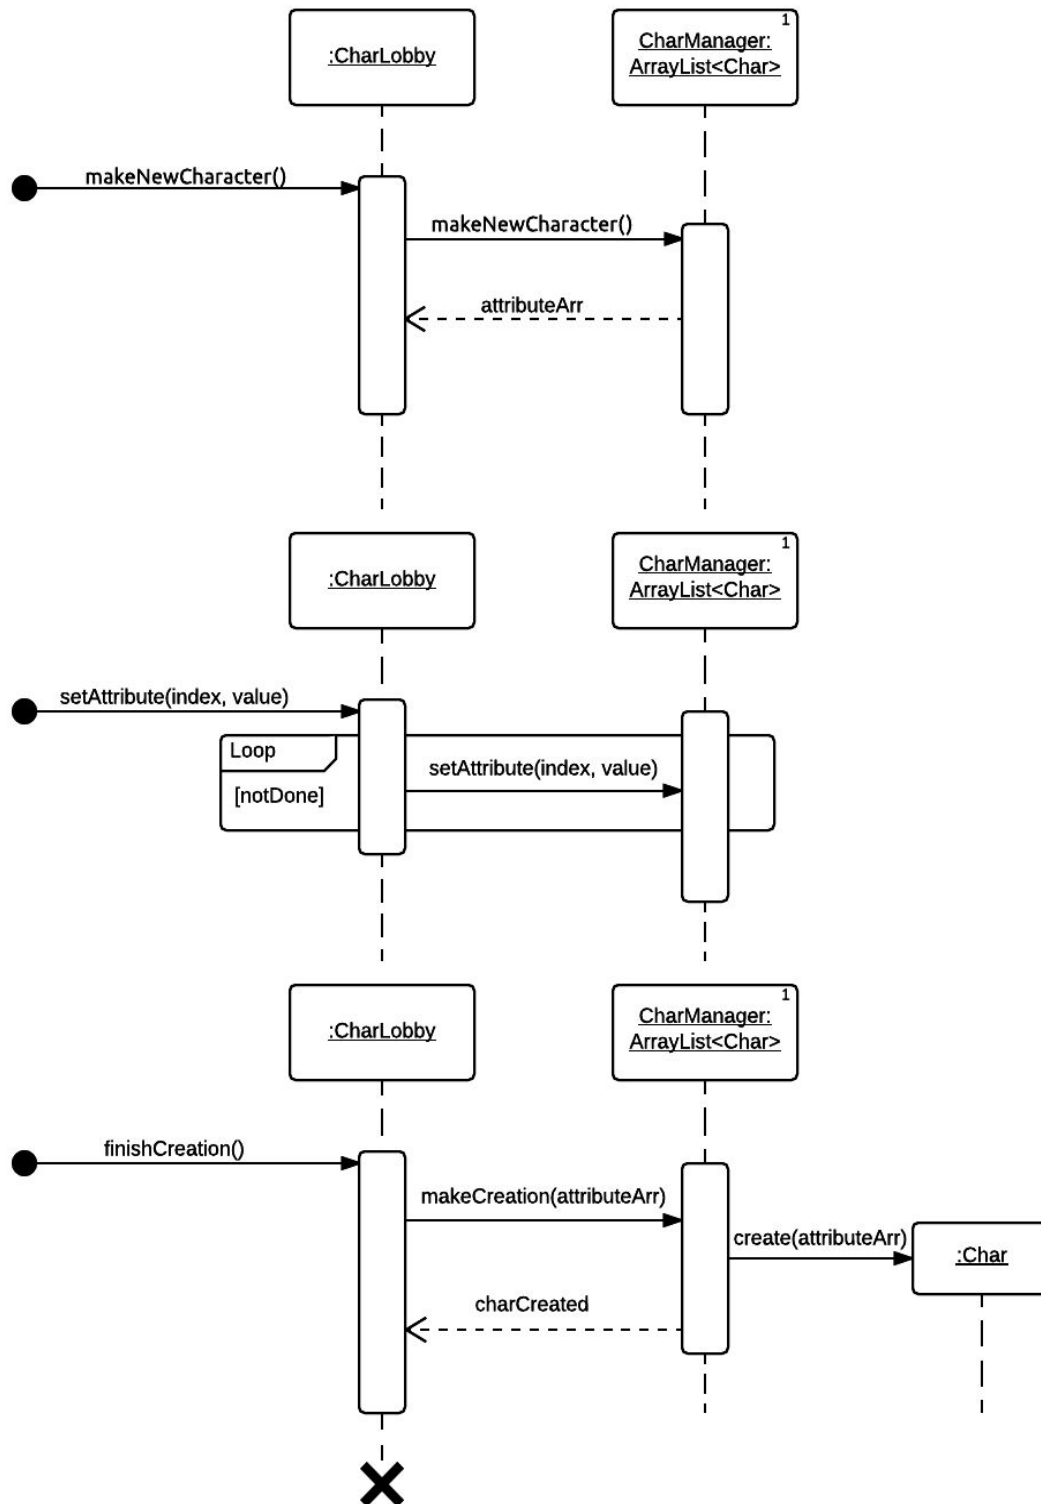 :CharLobby
1
CharManager:
ArrayList<Char>
makeNewCharacter()
makeNewCharacter()
attributeArr
:CharLobby
1
CharManager:
ArrayList<Char>
setAttribute(index, value)
Loop
setAttribute(index, value)
[notDone]
:CharLobby
1
CharManager:
ArrayList<Char>
finishCreation()
makeCreation(attributeArr)
create(attributeArr)
:Char
charCreated